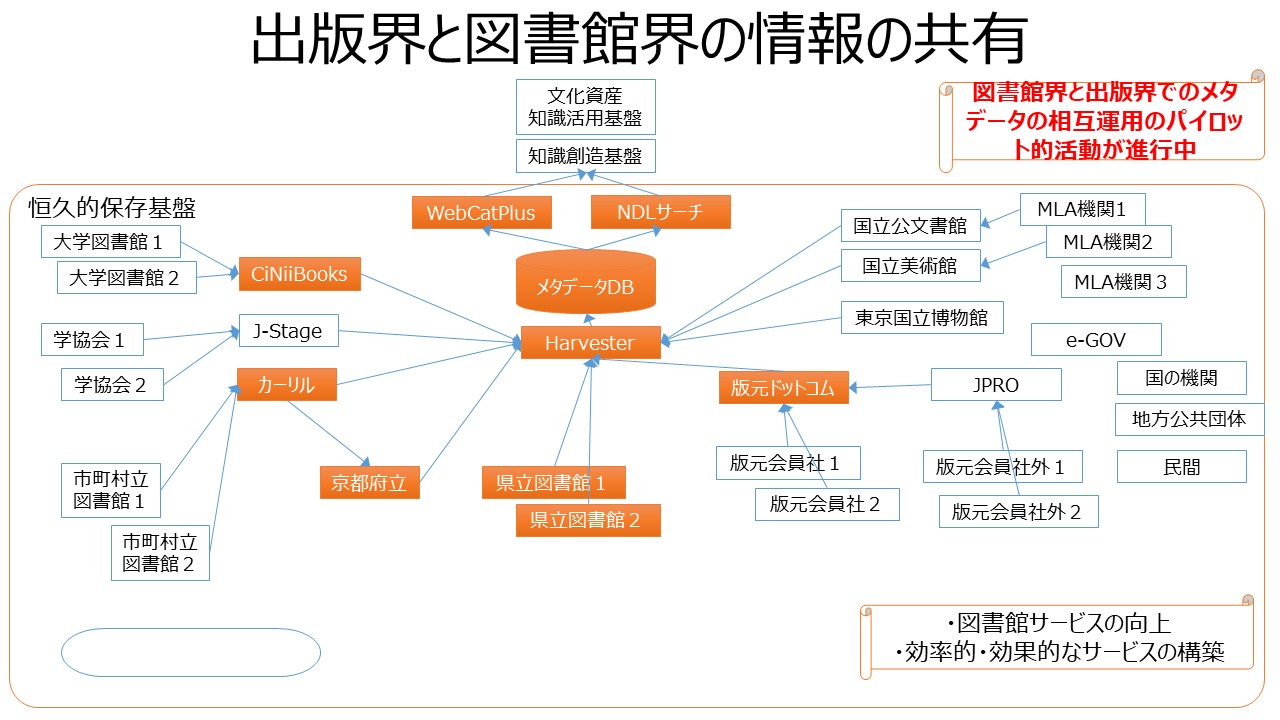 出版界と図書館界の情報の共有
文化資産
知識活用基盤
知識創造基盤
図書館界と出版界でのメタ
データの相互運用のパイロッ
ト的活動が進行中
恒久的保存基盤
WebCatPlus
NDLサーチ
大学図書館１
大学図書館２
CiNiiBooks
メタデータDB
国立公文書館
国立美術館
東京国立博物館
MLA機関1
MLA機関2
MLA機関３
学協会１
学協会２
J-Stage
Harvester
e-GOV
カーリル
版元ドットコム
JPRO
国の機関
地方公共団体
民間
市町村立
図書館１
市町村立
図書館２
京都府立
県立図書館１
県立図書館２
版元会員社１
版元会員社２
版元会員社外１
版元会員社外２
・図書館サービスの向上
・効率的・効果的なサービスの構築